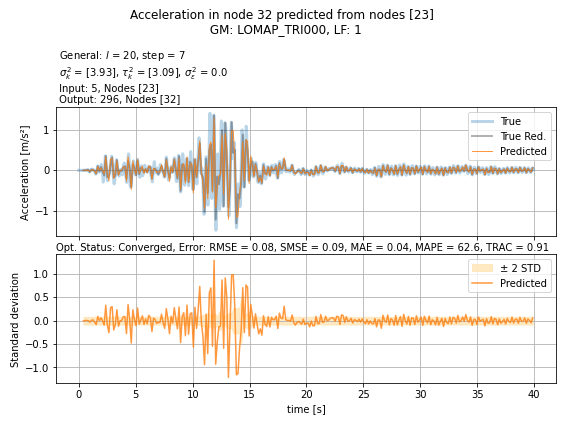 Acceleration in node 32 predicted from nodes [23]
GM: LOMAP_TRI000, LF: 1
General: l = 20, step = 7
σ²ₖ = [3.93], τ²ₖ = [3.09], σ²ε = 0.0
Input: 5, Nodes [23]
Output: 296, Nodes [32]
True
True Red.
Predicted
Acceleration [m/s²]
1
0
−1
Opt. Status: Converged, Error: RMSE = 0.08, SMSE = 0.09, MAE = 0.04, MAPE = 62.6, TRAC = 0.91
± 2 STD
Predicted
Standard deviation
1.0
0.5
0.0
−0.5
−1.0
0 5 10 15 20 25 30 35 40
time [s]